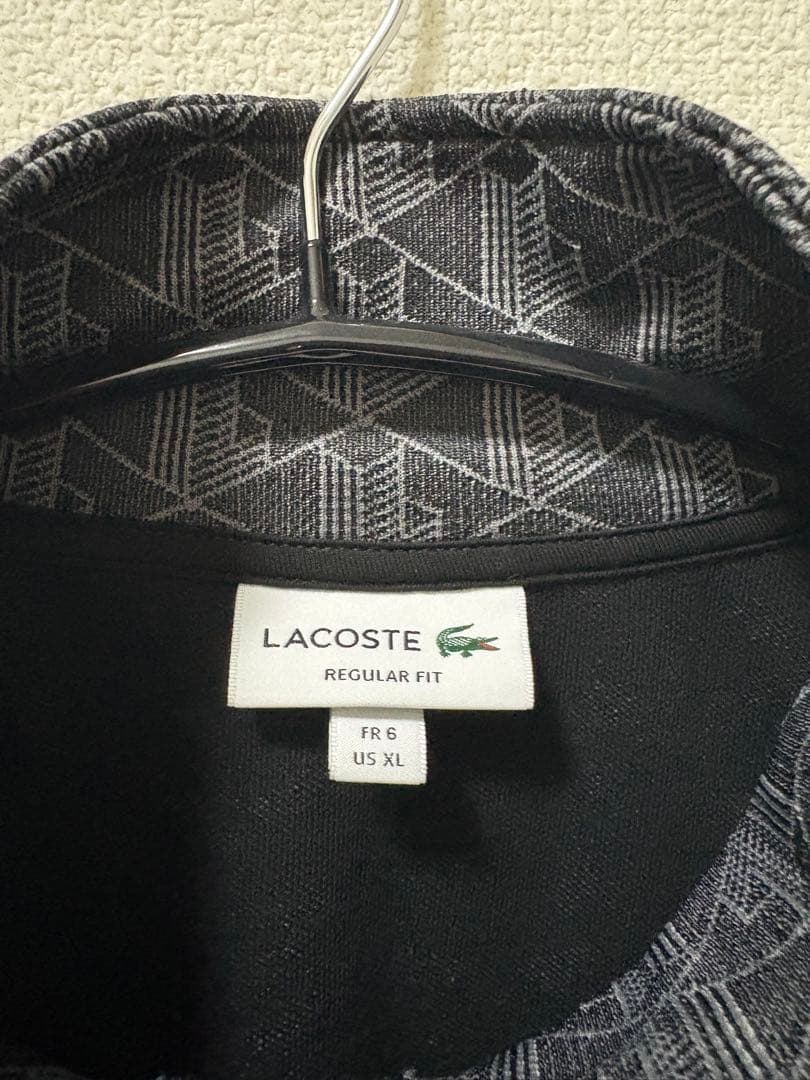 LACOSTE
REGULAR FIT
FR 6
US XL